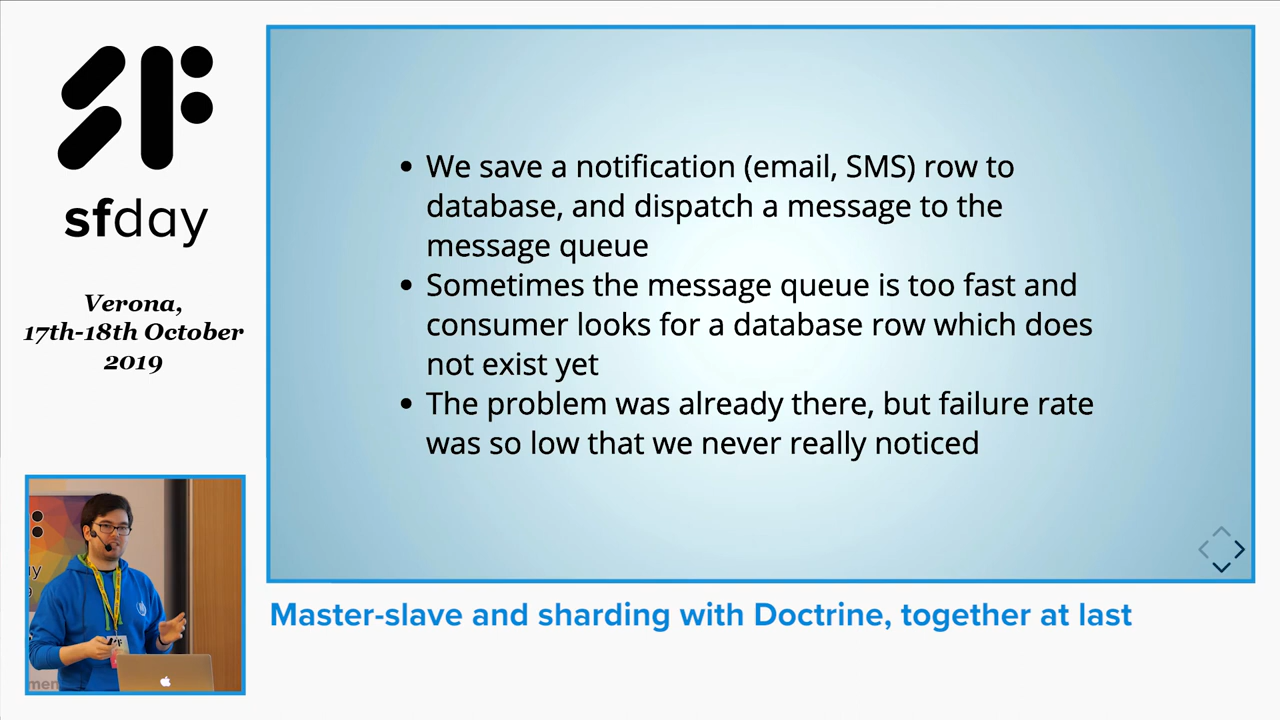 sfday
Verona,
17th-18th October
2019
• We save a notification (email, SMS) row to
database, and dispatch a message to the
message queue
• Sometimes the message queue is too fast and
consumer looks for a database row which does
not exist yet
• The problem was already there, but failure rate
was so low that we never really noticed
Master-slave and sharding with Doctrine, together at last